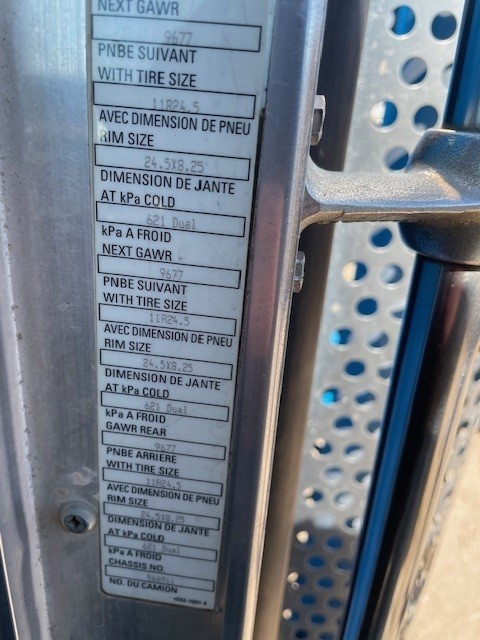 NEXT GAWR
9677
PNBE SUIVANT
WITH TIRE SIZE
11R24.5
AVEC DIMENSION DE PNEU
RIM SIZE
24.5X8.25
DIMENSION DE JANTE
AT kPa COLD
621 Dual
kPa A FROID
NEXT GAWR
9677
PNBE SUIVANT
WITH TIRE SIZE
11R24.5
AVEC DIMENSION DE PNEU
RIM SIZE
24.5X8.25
DIMENSION DE JANTE
AT kPa COLD
621 Dual
kPa A FROID
GAWR REAR
9677
PNBE ARRIERE
WITH TIRE SIZE
11R24.5
AVEC DIMENSION DE PNEU
RIM SIZE
24.5X8.25
DIMENSION DE JANTE
AT kPa COLD
621 Dual
kPa A FROID
CHASSIS NO.
NO. DU CAMION